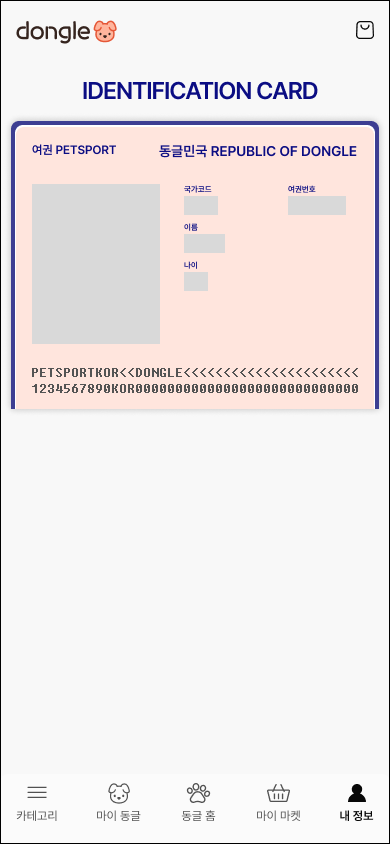 dongle
IDENTIFICATION CARD
여권 PETSPORT
동글민국 REPUBLIC OF DONGLE
국가코드
여권번호
이름
나이
PETSPORTKOR<<DONGLE<<<<<<<<<<<<<<<<<<<<<<
1234567890KOR0000000000000000000000000000
카테고리
마이 동글
동글 홈
마이 마켓
내 정보